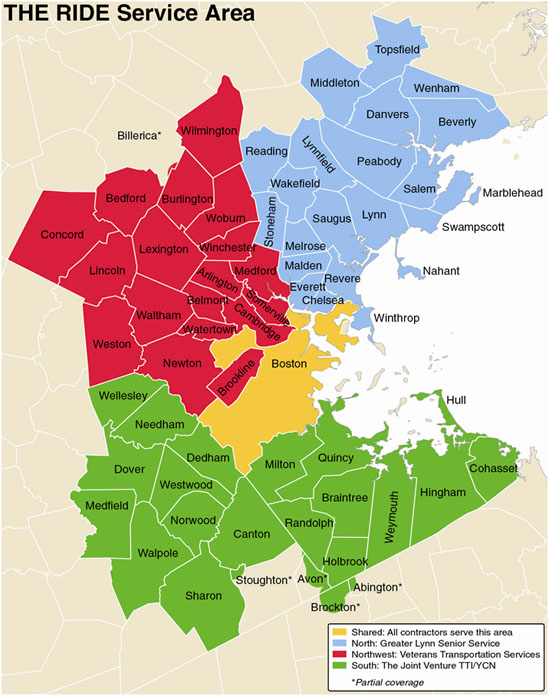 THE RIDE Service Area
Topsfield
Middleton
Wenham
Danvers
Beverly
Billerica*
Wilmington
Reading
Lynnfield
Peabody
Wakefield
Salem
Marblehead
Bedford
Burlington
Stoneham
Saugus
Lynn
Woburn
Swampscott
Concord
Lexington
Winchester
Melrose
Lincoln
Medford
Malden
Nahant
Arlington
Somerville
Everett
Revere
Belmont
Chelsea
Waltham
Cambridge
Winthrop
Watertown
Weston
Newton
Brookline
Boston
Wellesley
Hull
Needham
Dedham
Milton
Quincy
Cohasset
Dover
Westwood
Braintree
Weymouth
Hingham
Medfield
Norwood
Randolph
Canton
Walpole
Holbrook
Stoughton*
Avon*
Abington*
Sharon
Brockton*
Shared: All contractors serve this area
North: Greater Lynn Senior Service
Northwest: Veterans Transportation Services
South: The Joint Venture TTI/YCN
*Partial coverage